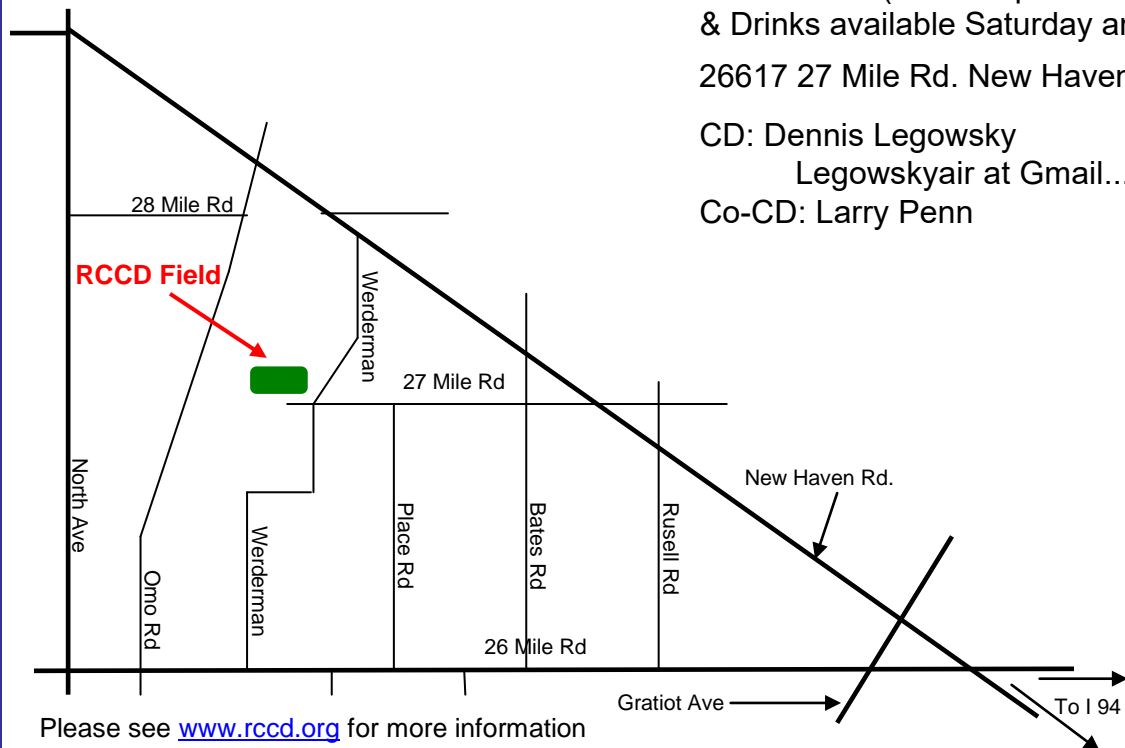 & Drinks available Saturday
26617 27 Mile Rd. New Haven
CD: Dennis Legowsky
Legowskyair at Gmail...
Co-CD: Larry Penn
28 Mile Rd
RCCD Field
Werderman
27 Mile Rd
North Ave
New Haven Rd.
Omo Rd
Werderman
Place Rd
Bates Rd
Rusell Rd
26 Mile Rd
Gratiot Ave
To I 94
Please see www.rccd.org for more information